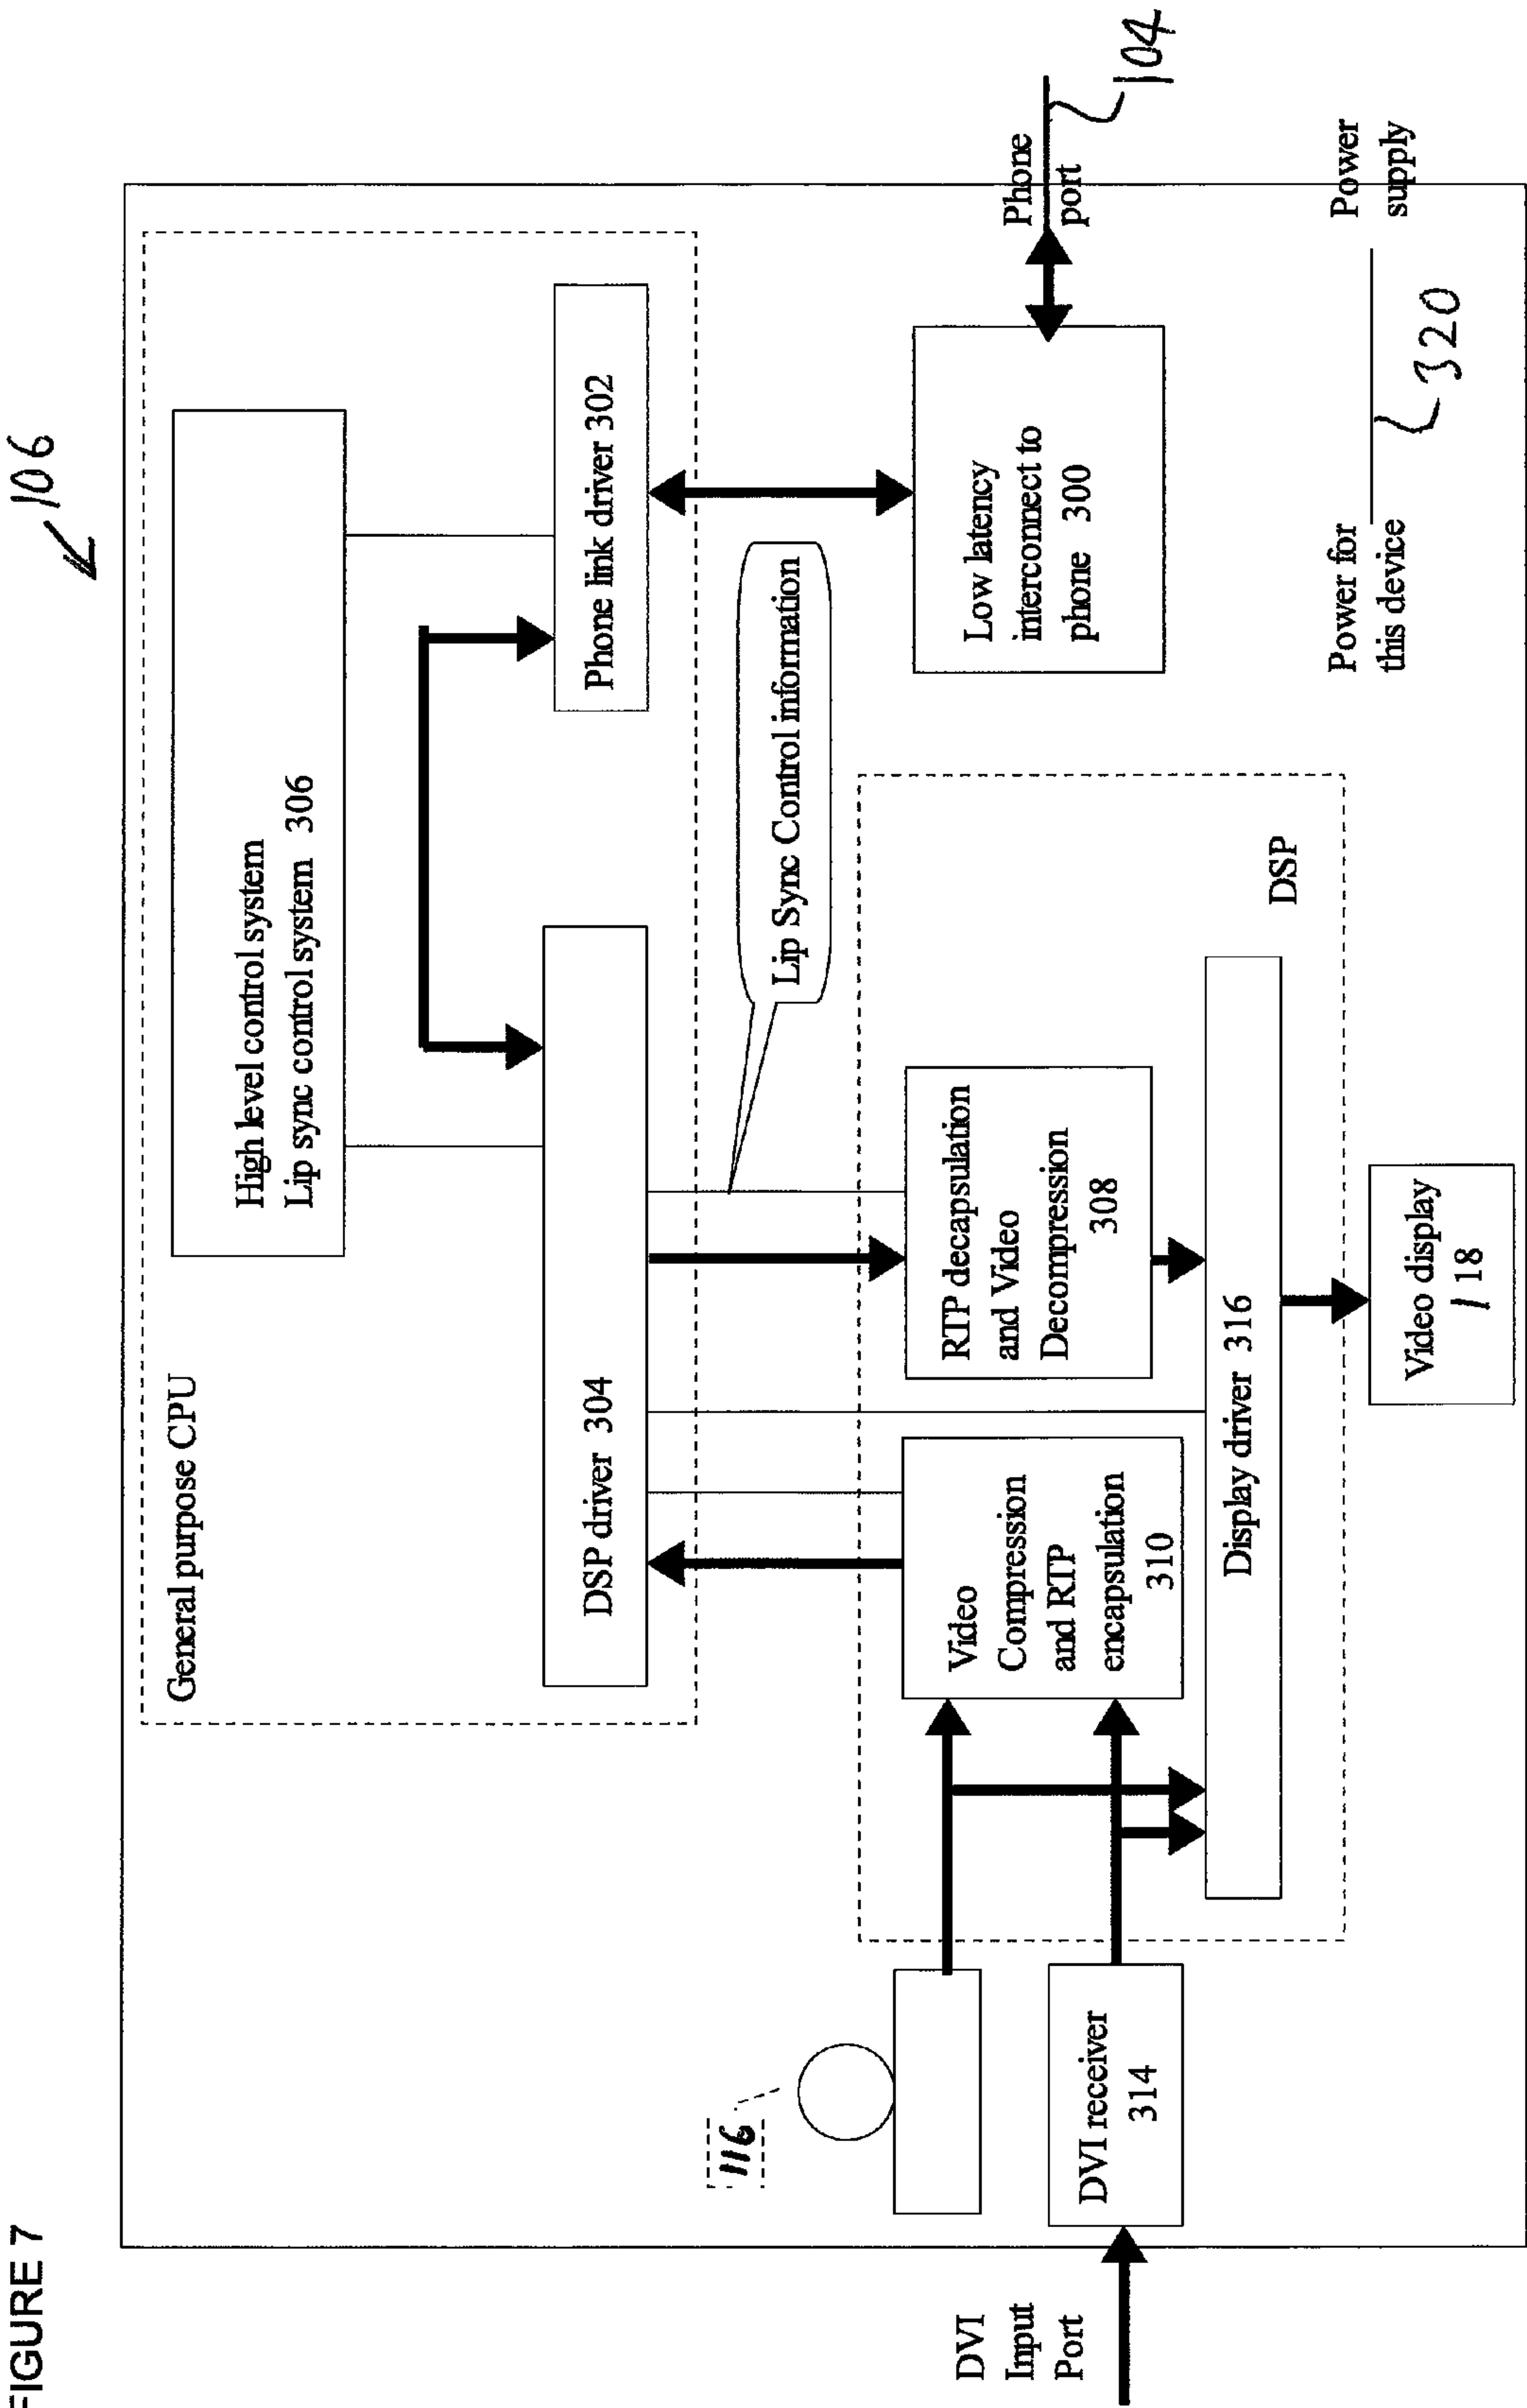 FIGURE 7
106
General purpose CPU
High level control system
Lip sync control system 306
DSP driver 304
Phone link driver 302
Lip Sync Control information
116
Video
Compression
and RTP
encapsulation
310
RTP decapsulation
and Video
Decompression
308
Low latency
interconnect to
phone 300
Phone
port
104
DVI
Input
Port
DVI receiver
314
Display driver 316
DSP
Video display
118
Power for
this device
Power
supply
320